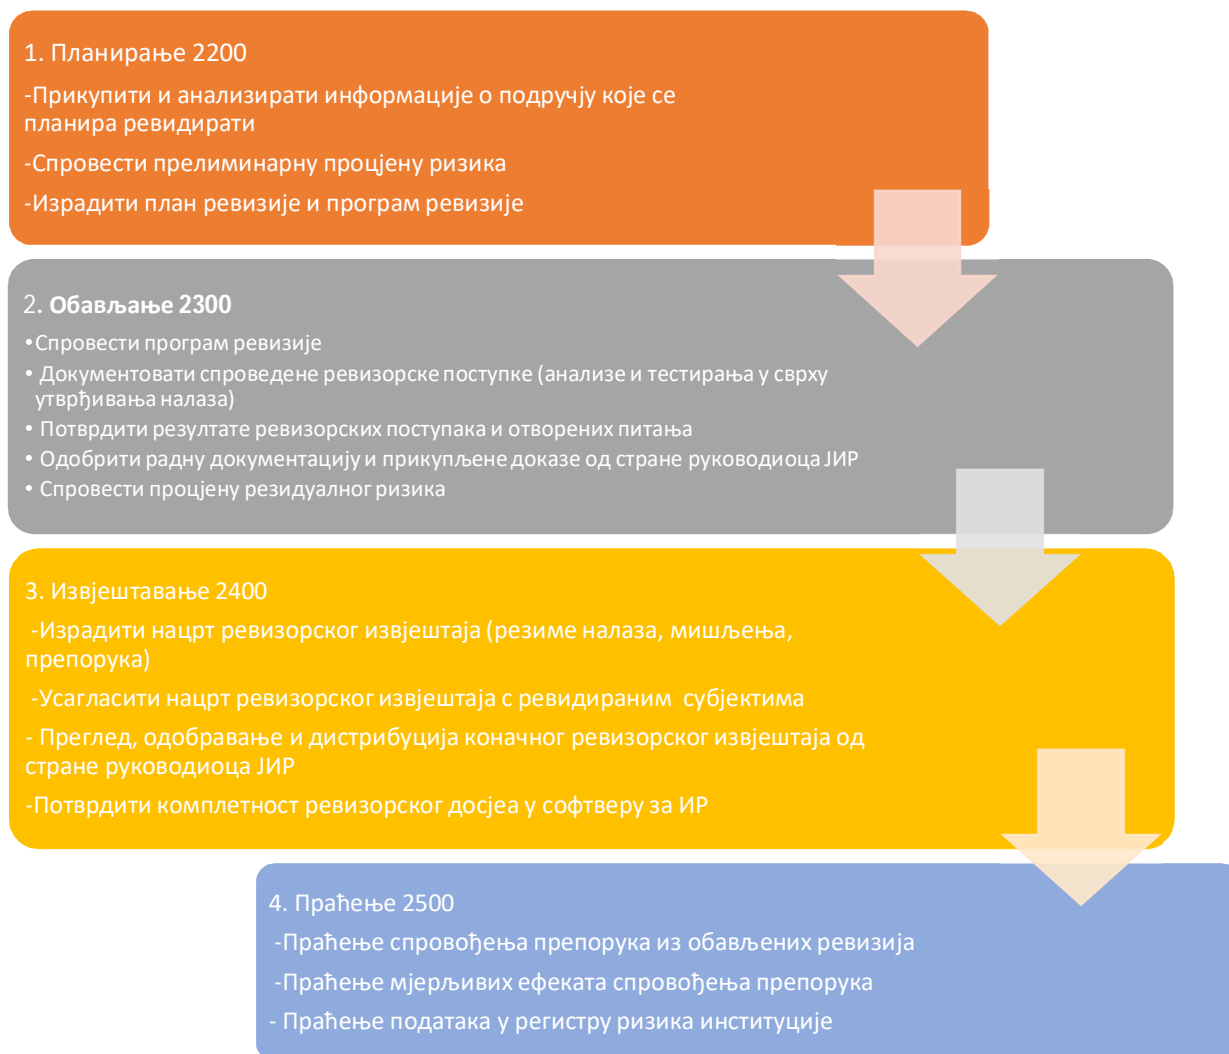 1. Планирање 2200
-Прикупити и анализирати информације о подручју које се
планира ревидирати
-Спровести прелиминарну процјену ризика
-Израдити план ревизије и програм ревизије
2. Обављање 2300
• Спровести програм ревизије
• Документовати спроведене ревизорске поступке (анализе и тестирања у сврху
утврђивања налаза)
• Потврдити резултате ревизорских поступака и отворених питања
• Одобрити радну документацију и прикупљене доказе од стране руководиоца ЈИР
• Спровести процјену резидуалног ризика
3. Извјештавање 2400
-Израдити нацрт ревизорског извјештаја (резиме налаза, мишљења,
препорука)
-Усагласити нацрт ревизорског извјештаја с ревидираним субјектима
- Преглед, одобравање и дистрибуција коначног ревизорског извјештаја од
стране руководиоца ЈИР
-Потврдити комплетност ревизорског досјеа у софтверу за ИР
4. Праћење 2500
-Праћење спровођења препорука из обављених ревизија
-Праћење мјерљивих ефеката спровођења препорука
- Праћење података у регистру ризика институције